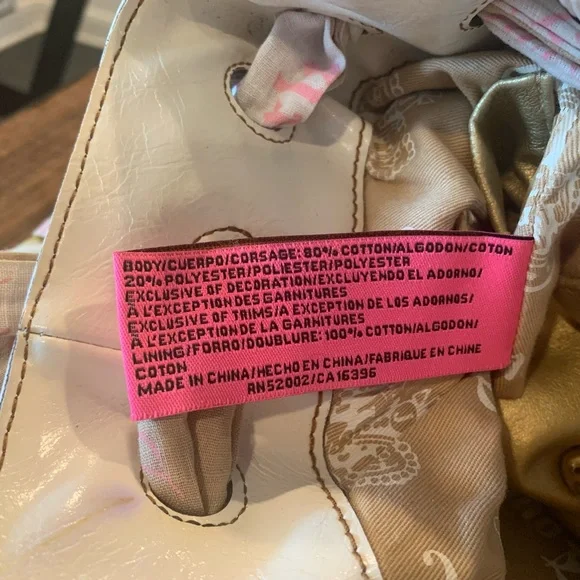 BODY/CUERPO/CORSAGE: 80% COTTON/ALGODON/COTON
20% POLYESTER/POLIESTER/POLYESTER
EXCLUSIVE OF DECORATION/EXCLUYENDO EL ADORNO/
À L'EXCEPTION DES GARNITURES
EXCLUSIVE OF TRIMS/A EXCEPTION DE LOS ADORNOS/
À L'EXCEPTION DE LA GARNITURES
LINING/FORRO/DOUBLURE: 100% COTTON/ALGODON/
COTON
MADE IN CHINA/HECHO EN CHINA/FABRIQUE EN CHINE
RN52002/CA16396